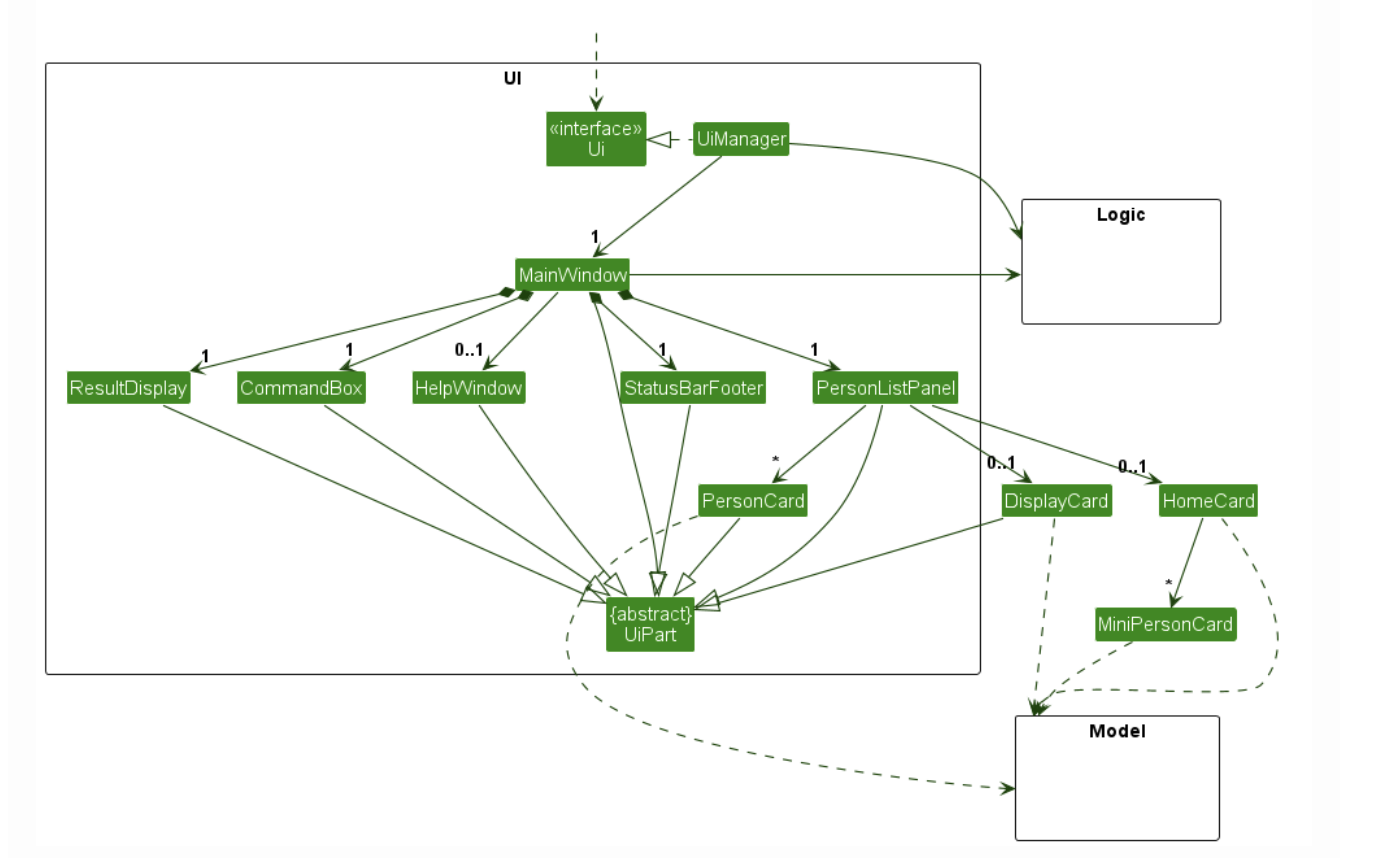 UI
«interface»
Ui
UiManager
Logic
1
MainWindow
1
1
0..1
1
1
ResultDisplay
CommandBox
HelpWindow
StatusBarFooter
PersonListPanel
*
0..1
0..1
PersonCard
DisplayCard
HomeCard
*
{abstract}
UiPart
MiniPersonCard
Model